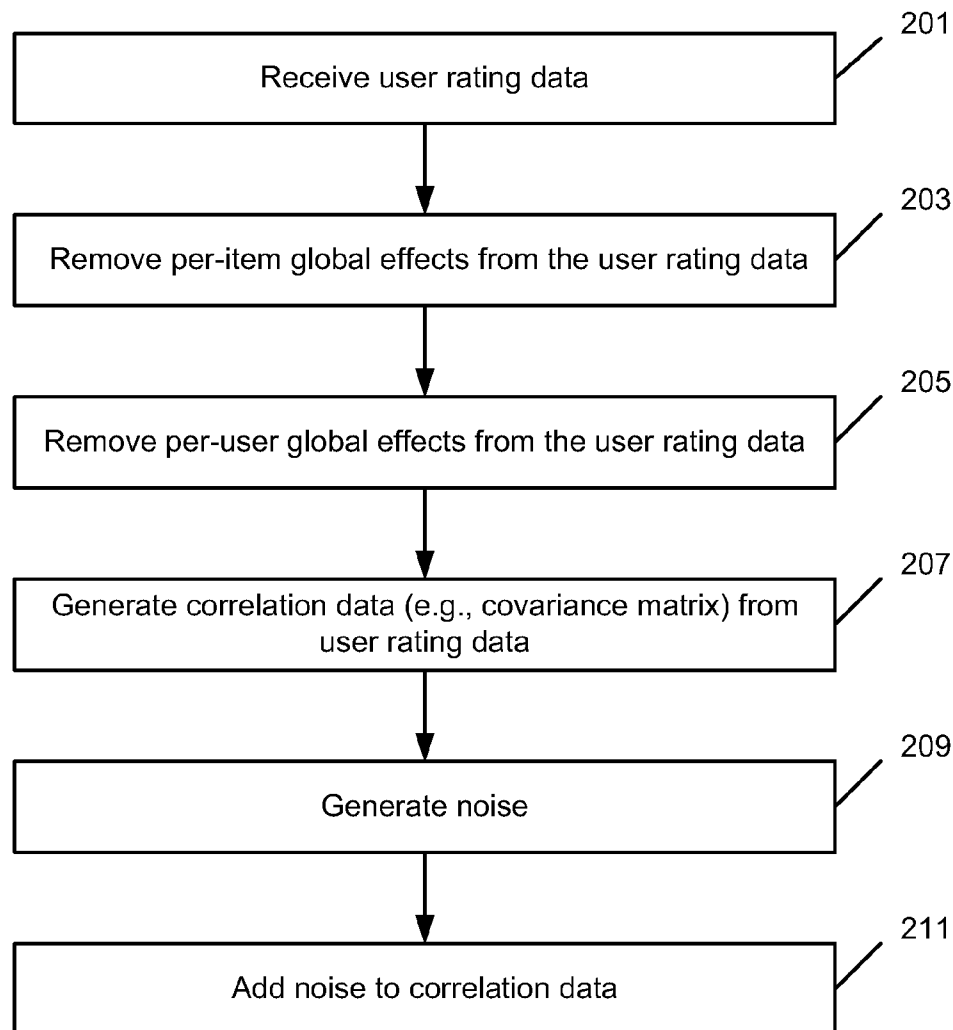 201
Receive user rating data
203
Remove per-item global effects from the user rating data
205
Remove per-user global effects from the user rating data
207
Generate correlation data (e.g., covariance matrix) from
user rating data
209
Generate noise
211
Add noise to correlation data